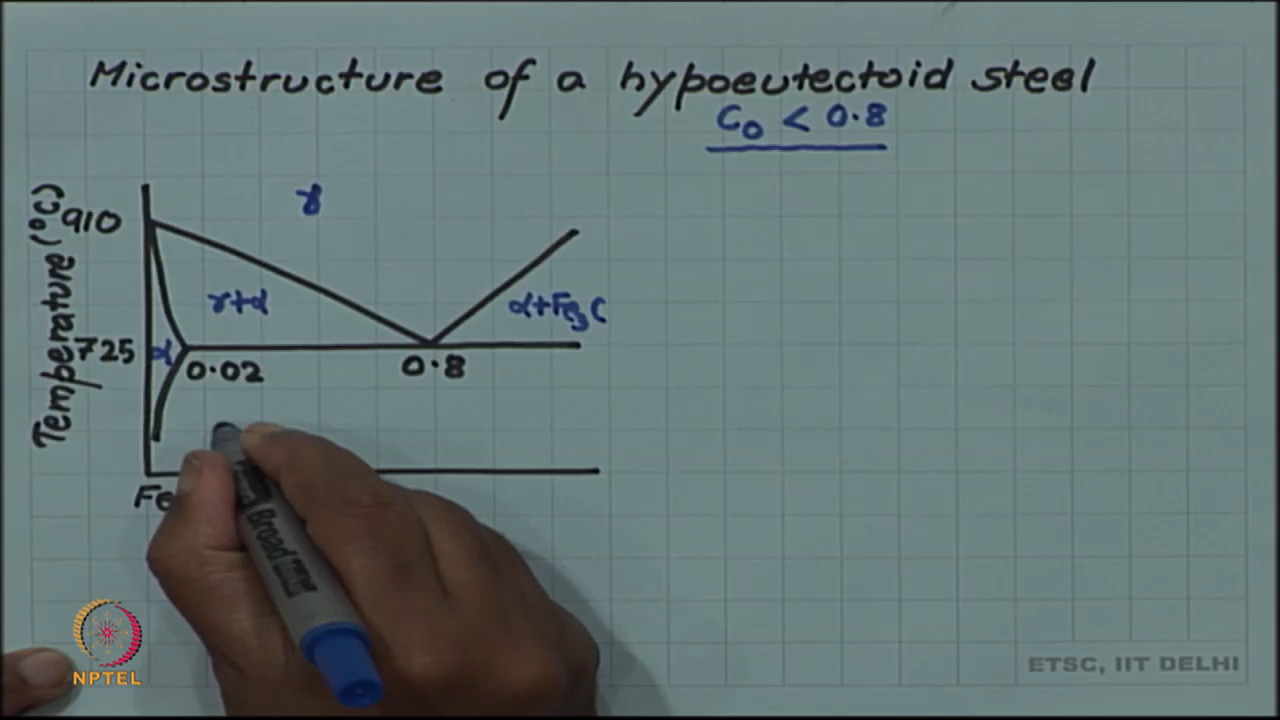 Microstructure of a hypoeutectoid steel
C₀ < 0.8
γ
910
γ+α
α+Fe₃C
Temperature (°C)
725
α
0.02
0.8
Fe
Broad
NPTEL
ETSC, IIT DELHI